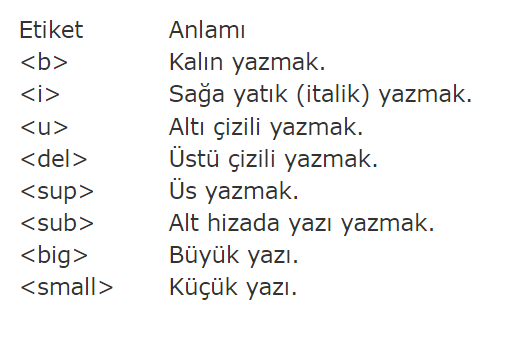 Etiket Anlamı
<b> Kalın yazmak.
<i> Sağa yatık (italik) yazmak.
<u> Altı çizili yazmak.
<del> Üstü çizili yazmak.
<sup> Üs yazmak.
<sub> Alt hizada yazı yazmak.
<big> Büyük yazı.
<small> Küçük yazı.